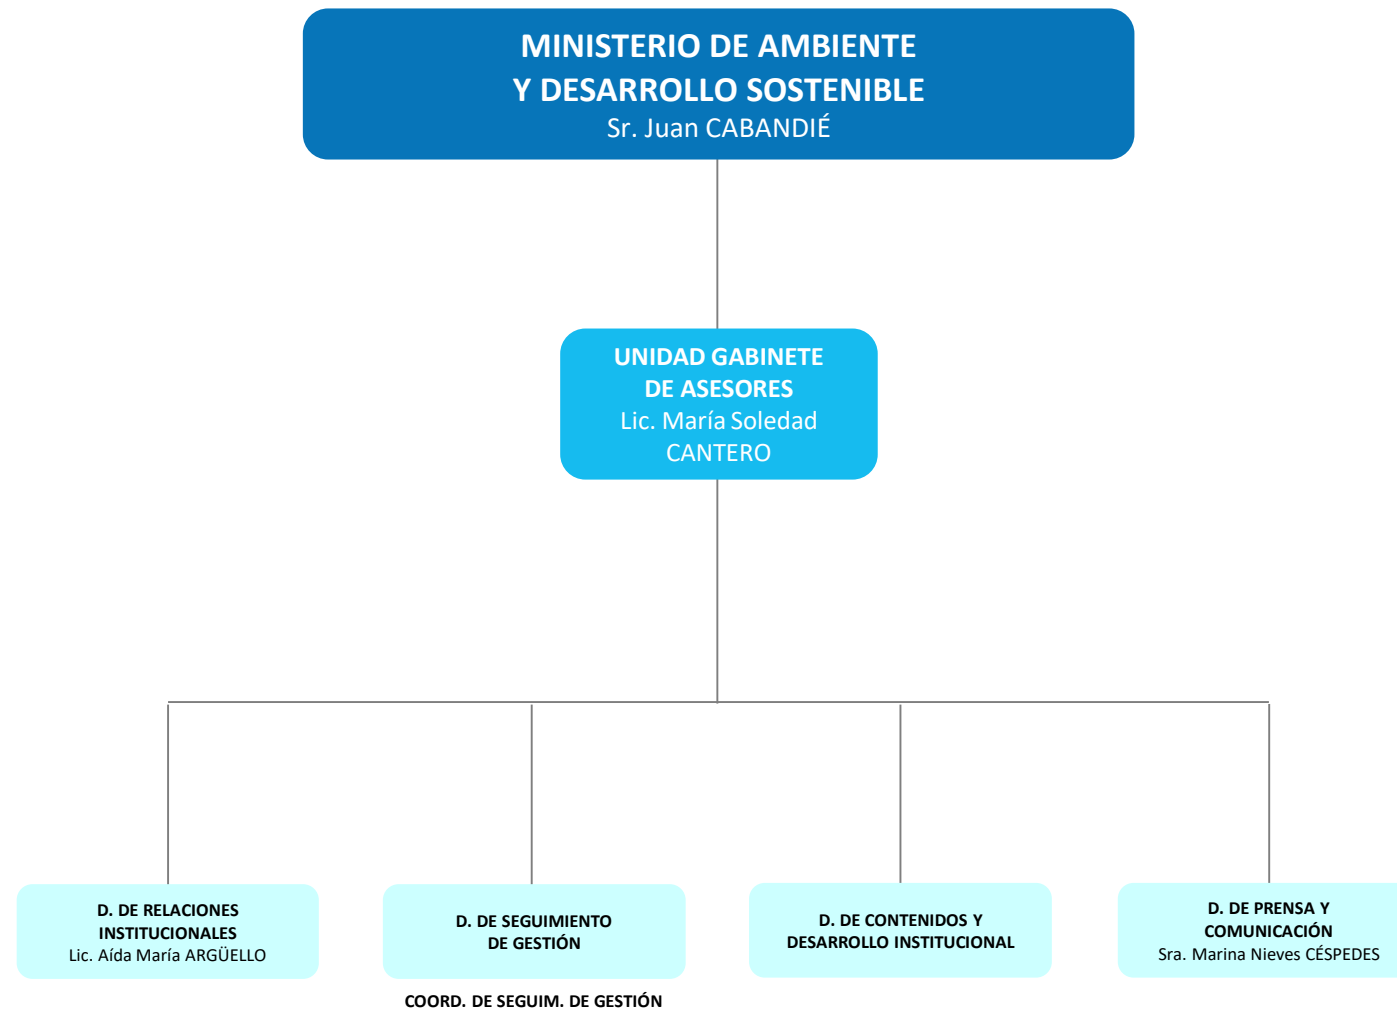 MINISTERIO DE AMBIENTE
Y DESARROLLO SOSTENIBLE
Sr. Juan CABANDIÉ
UNIDAD GABINETE
DE ASESORES
Lic. María Soledad
CANTERO
D. DE RELACIONES
INSTITUCIONALES
Lic. Aída María ARGÜELLO
D. DE SEGUIMIENTO
DE GESTIÓN
COORD. DE SEGUIM. DE GESTIÓN
D. DE CONTENIDOS Y
DESARROLLO INSTITUCIONAL
D. DE PRENSA Y
COMUNICACIÓN
Sra. Marina Nieves CÉSPEDES